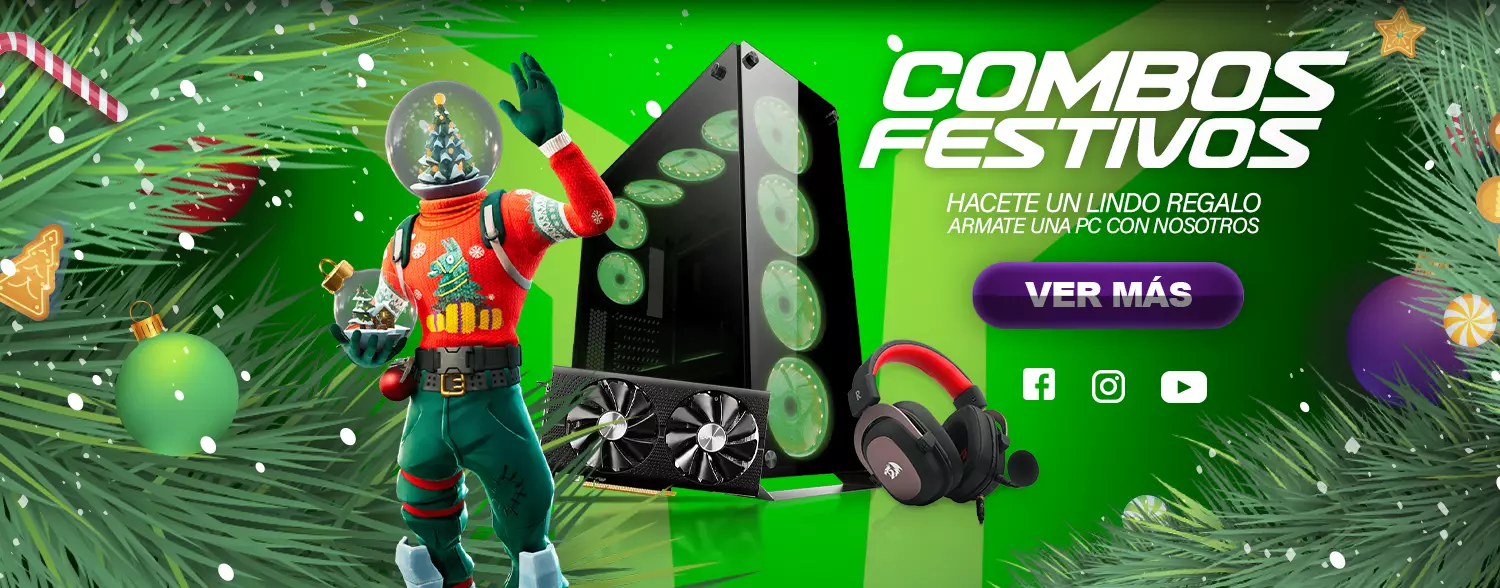 COMBOS
FESTIVOS
HACETE UN LINDO REGALO
ARMATE UNA PC CON NOSOTROS
VER MÁS
R